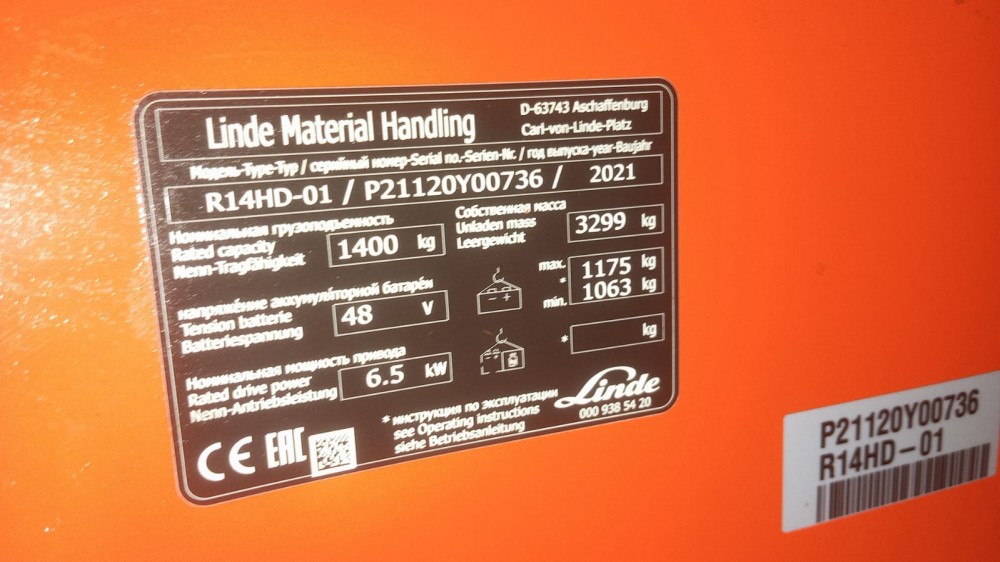 Linde Material Handling
D-63743 Aschaffenburg
Carl-von-Linde-Platz
Модель-Type-Typ / серийный номер-Serial no.-Serien-Nr. / год выпуска-year-Baujahr
R14HD-01 / P21120Y00736 / 2021
Номинальная грузоподъемность
Rated capacity
Nenn-Tragfähigkeit
1400 kg
Собственная масса
Unladen mass
Leergewicht
3299 kg
напряжение аккумуляторной батареи
Tension batterie
Batteriespannung
48 V
- +
max. 1175 kg
*
min. 1063 kg
Номинальная мощность привода
Rated drive power
Nenn-Antriebsleistung
6.5 kW
* kg
CE EAC
* инструкция по эксплуатации
see Operating instructions
siehe Betriebsanleitung
Linde
000 938 54 20
P21120Y00736
R14HD-01